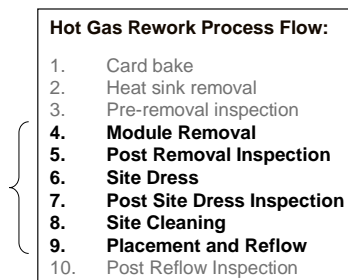 Hot Gas Rework Process Flow:
1. Card bake
2. Heat sink removal
3. Pre-removal inspection
4. Module Removal
5. Post Removal Inspection
6. Site Dress
7. Post Site Dress Inspection
8. Site Cleaning
9. Placement and Reflow
10. Post Reflow Inspection